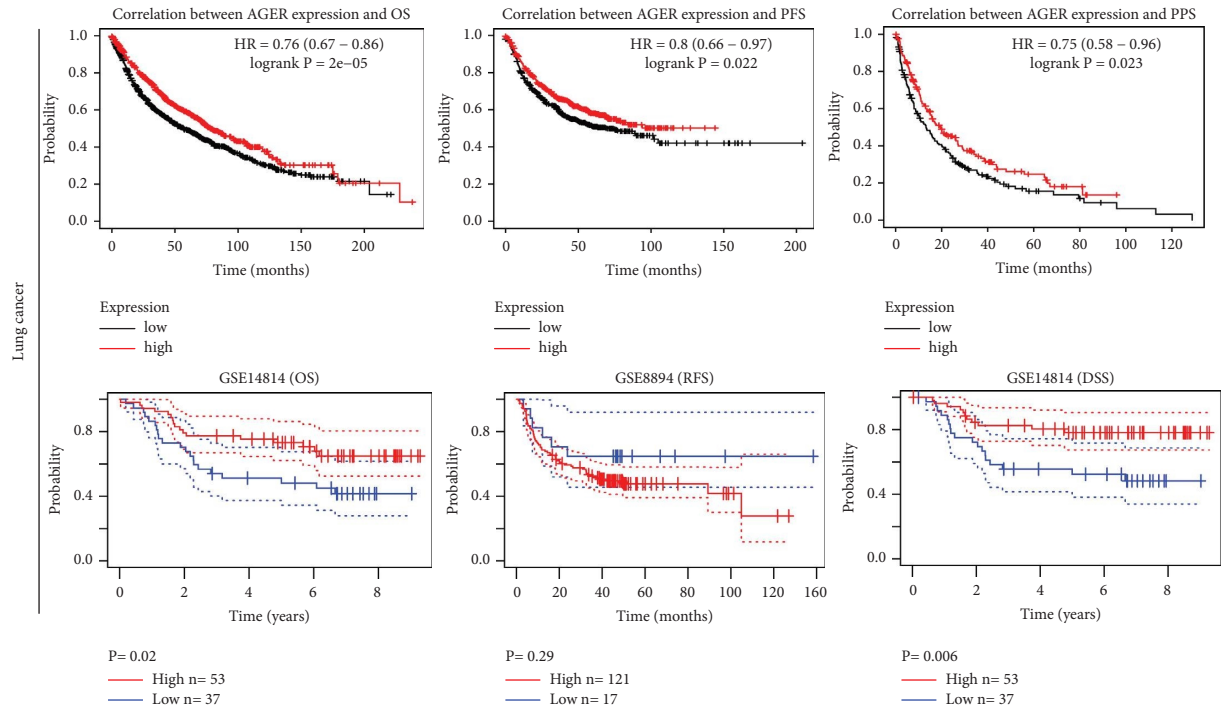 Lung cancer
Correlation between AGER expression and OS
HR = 0.76 (0.67 – 0.86)
logrank P = 2e−05
Probability
1.0
0.8
0.6
0.4
0.2
0.0
0 50 100 150 200
Time (months)
Expression
low
high
Correlation between AGER expression and PFS
HR = 0.8 (0.66 – 0.97)
logrank P = 0.022
Probability
1.0
0.8
0.6
0.4
0.2
0.0
0 50 100 150 200
Time (months)
Expression
low
high
Correlation between AGER expression and PPS
HR = 0.75 (0.58 – 0.96)
logrank P = 0.023
Probability
1.0
0.8
0.6
0.4
0.2
0.0
0 20 40 60 80 100 120
Time (months)
Expression
low
high
GSE14814 (OS)
Probability
0.8
0.4
0.0
0 2 4 6 8
Time (years)
P= 0.02
High n= 53
Low n= 37
GSE8894 (RFS)
Probability
0.8
0.4
0.0
0 20 40 60 80 100 120 160
Time (months)
P= 0.29
High n= 121
Low n= 17
GSE14814 (DSS)
Probability
0.8
0.4
0.0
0 2 4 6 8
Time (years)
P= 0.006
High n= 53
Low n= 37